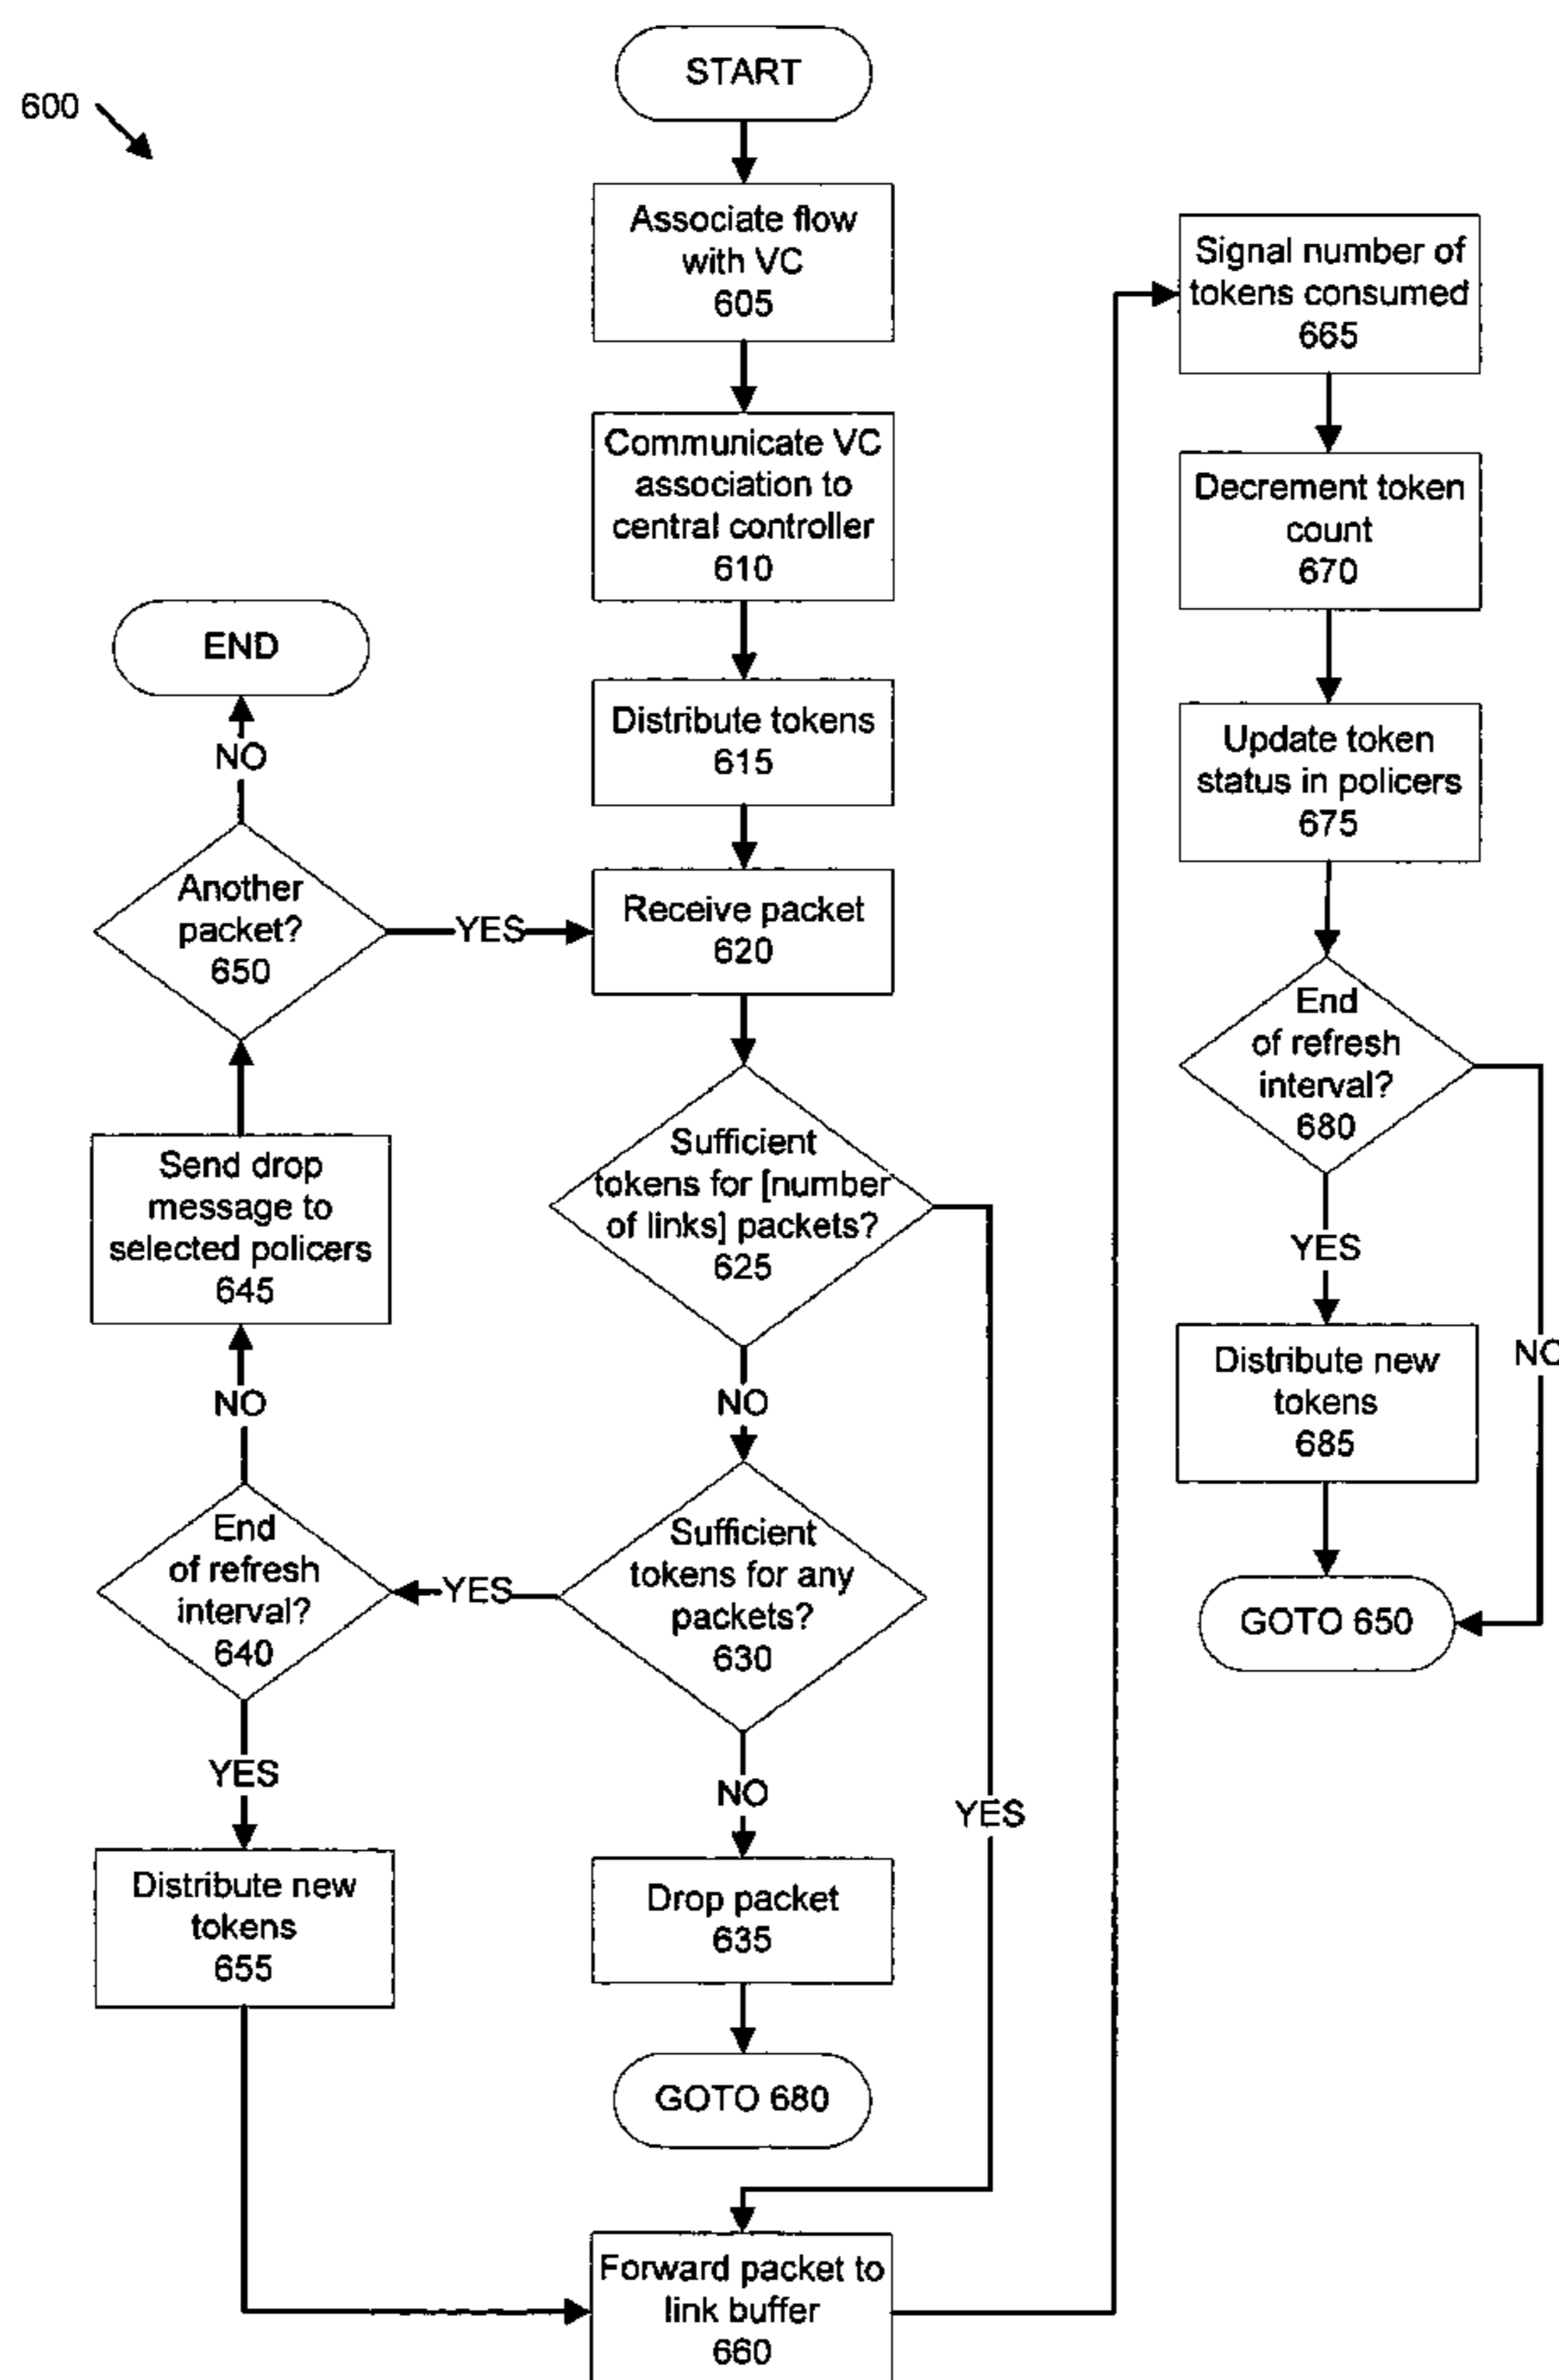 600
START
Associate flow
with VC
605
Communicate VC
association to
central controller
610
Distribute tokens
615
Receive packet
620
Sufficient
tokens for [number
of links] packets?
625
NO
Sufficient
tokens for any
packets?
630
NO
Drop packet
635
GOTO 680
YES
Forward packet to
link buffer
660
END
NO
Another
packet?
650
YES
Send drop
message to
selected policers
645
NO
End
of refresh
interval?
640
YES
YES
Distribute new
tokens
655
Signal number of
tokens consumed
665
Decrement token
count
670
Update token
status in policers
675
End
of refresh
interval?
680
YES
NO
Distribute new
tokens
685
GOTO 650